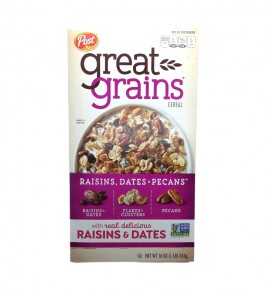 Post
great
grains®
CEREAL
RAISINS, DATES & PECANS™
RAISINS &
DATES
FLAKES &
CLUSTERS
PECANS
with real delicious
RAISINS & DATES
NET WT 16 OZ (1 LB) 453g